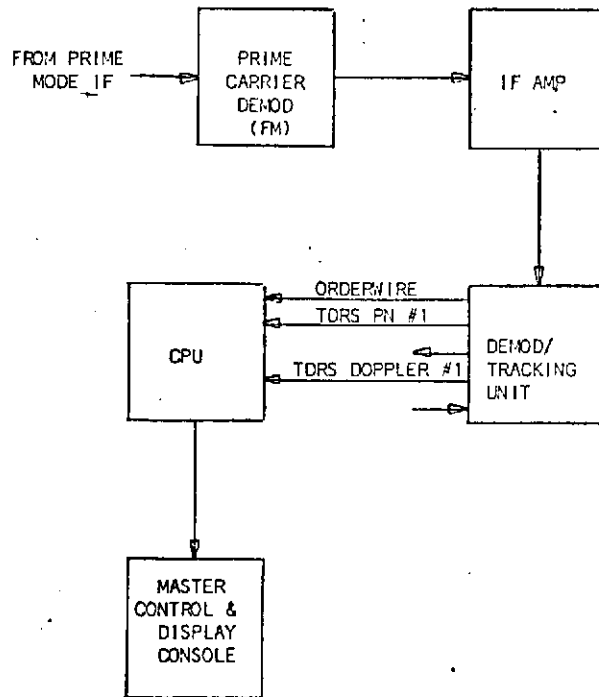 FROM PRIME
MODE IF
PRIME
CARRIER
DEMOD
(FM)
IF AMP
ORDERWIRE
TDRS PN #1
TDRS DOPPLER #1
CPU
DEMOD/
TRACKING
UNIT
MASTER
CONTROL &
DISPLAY
CONSOLE